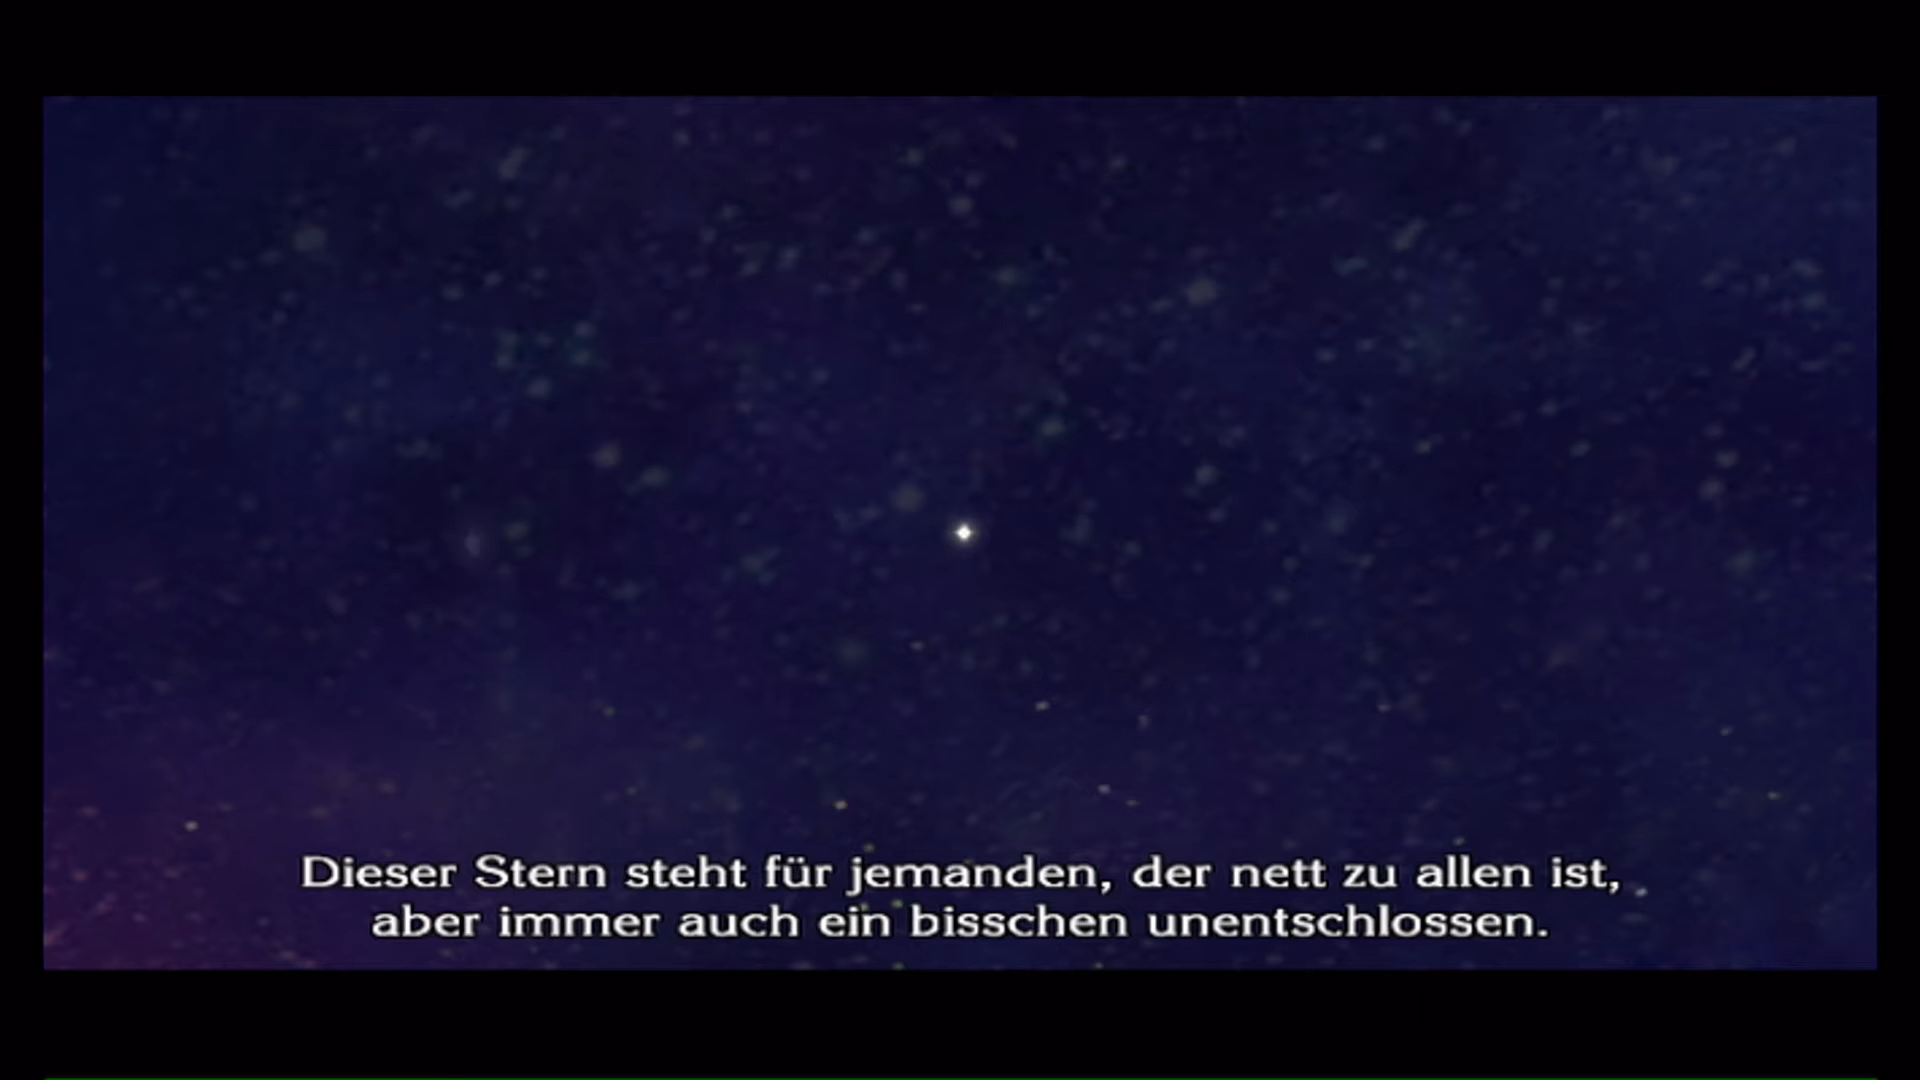 Dieser Stern steht für jemanden, der nett zu allen ist,
aber immer auch ein bisschen unentschlossen.